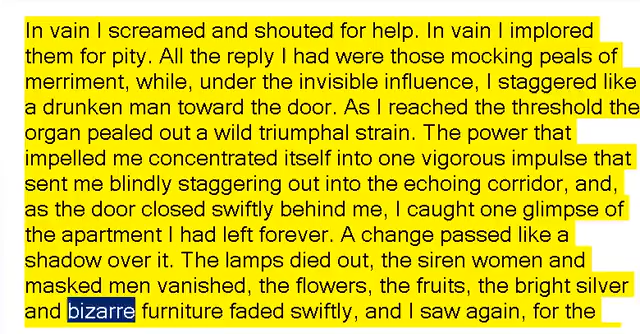 In vain I screamed and shouted for help. In vain I implored
them for pity. All the reply I had were those mocking peals of
merriment, while, under the invisible influence, I staggered like
a drunken man toward the door. As I reached the threshold the
organ pealed out a wild triumphal strain. The power that
impelled me concentrated itself into one vigorous impulse that
sent me blindly staggering out into the echoing corridor, and,
as the door closed swiftly behind me, I caught one glimpse of
the apartment I had left forever. A change passed like a
shadow over it. The lamps died out, the siren women and
masked men vanished, the flowers, the fruits, the bright silver
and bizarre furniture faded swiftly, and I saw again, for the